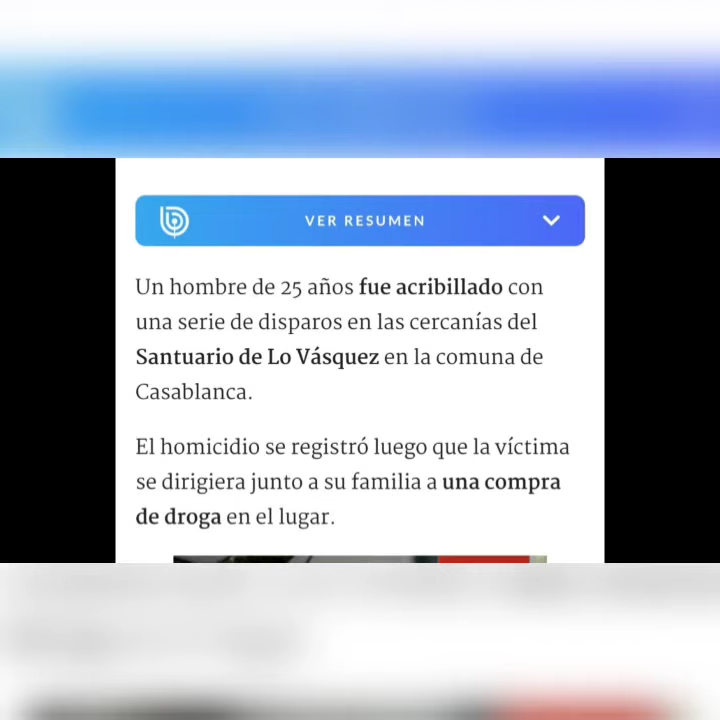 VER RESUMEN
Un hombre de 25 años fue acribillado con
una serie de disparos en las cercanías del
Santuario de Lo Vásquez en la comuna de
Casablanca.
El homicidio se registró luego que la víctima
se dirigiera junto a su familia a una compra
de droga en el lugar.